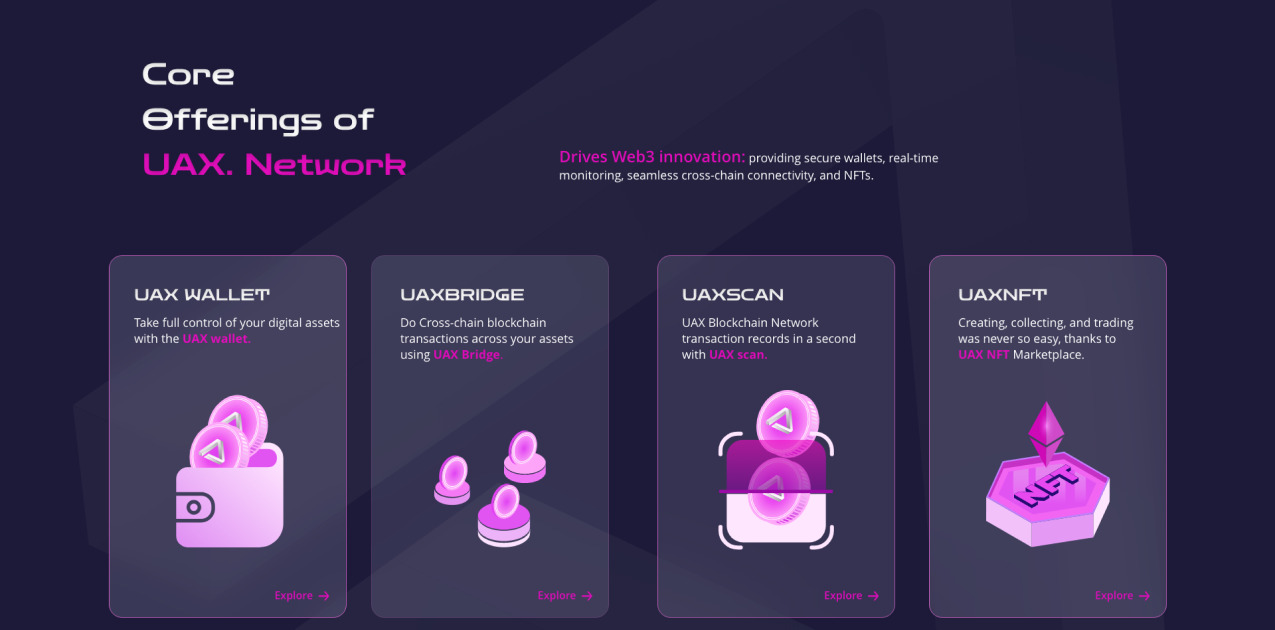 Core
Offerings of
UAX. Network
Drives Web3 innovation: providing secure wallets, real-time
monitoring, seamless cross-chain connectivity, and NFTs.
UAX WALLET
Take full control of your digital assets
with the UAX wallet.
Explore →
UAXBRIDGE
Do Cross-chain blockchain
transactions across your assets
using UAX Bridge.
Explore →
UAXSCAN
UAX Blockchain Network
transaction records in a second
with UAX scan.
Explore →
UAXNFT
Creating, collecting, and trading
was never so easy, thanks to
UAX NFT Marketplace.
NFT
Explore →